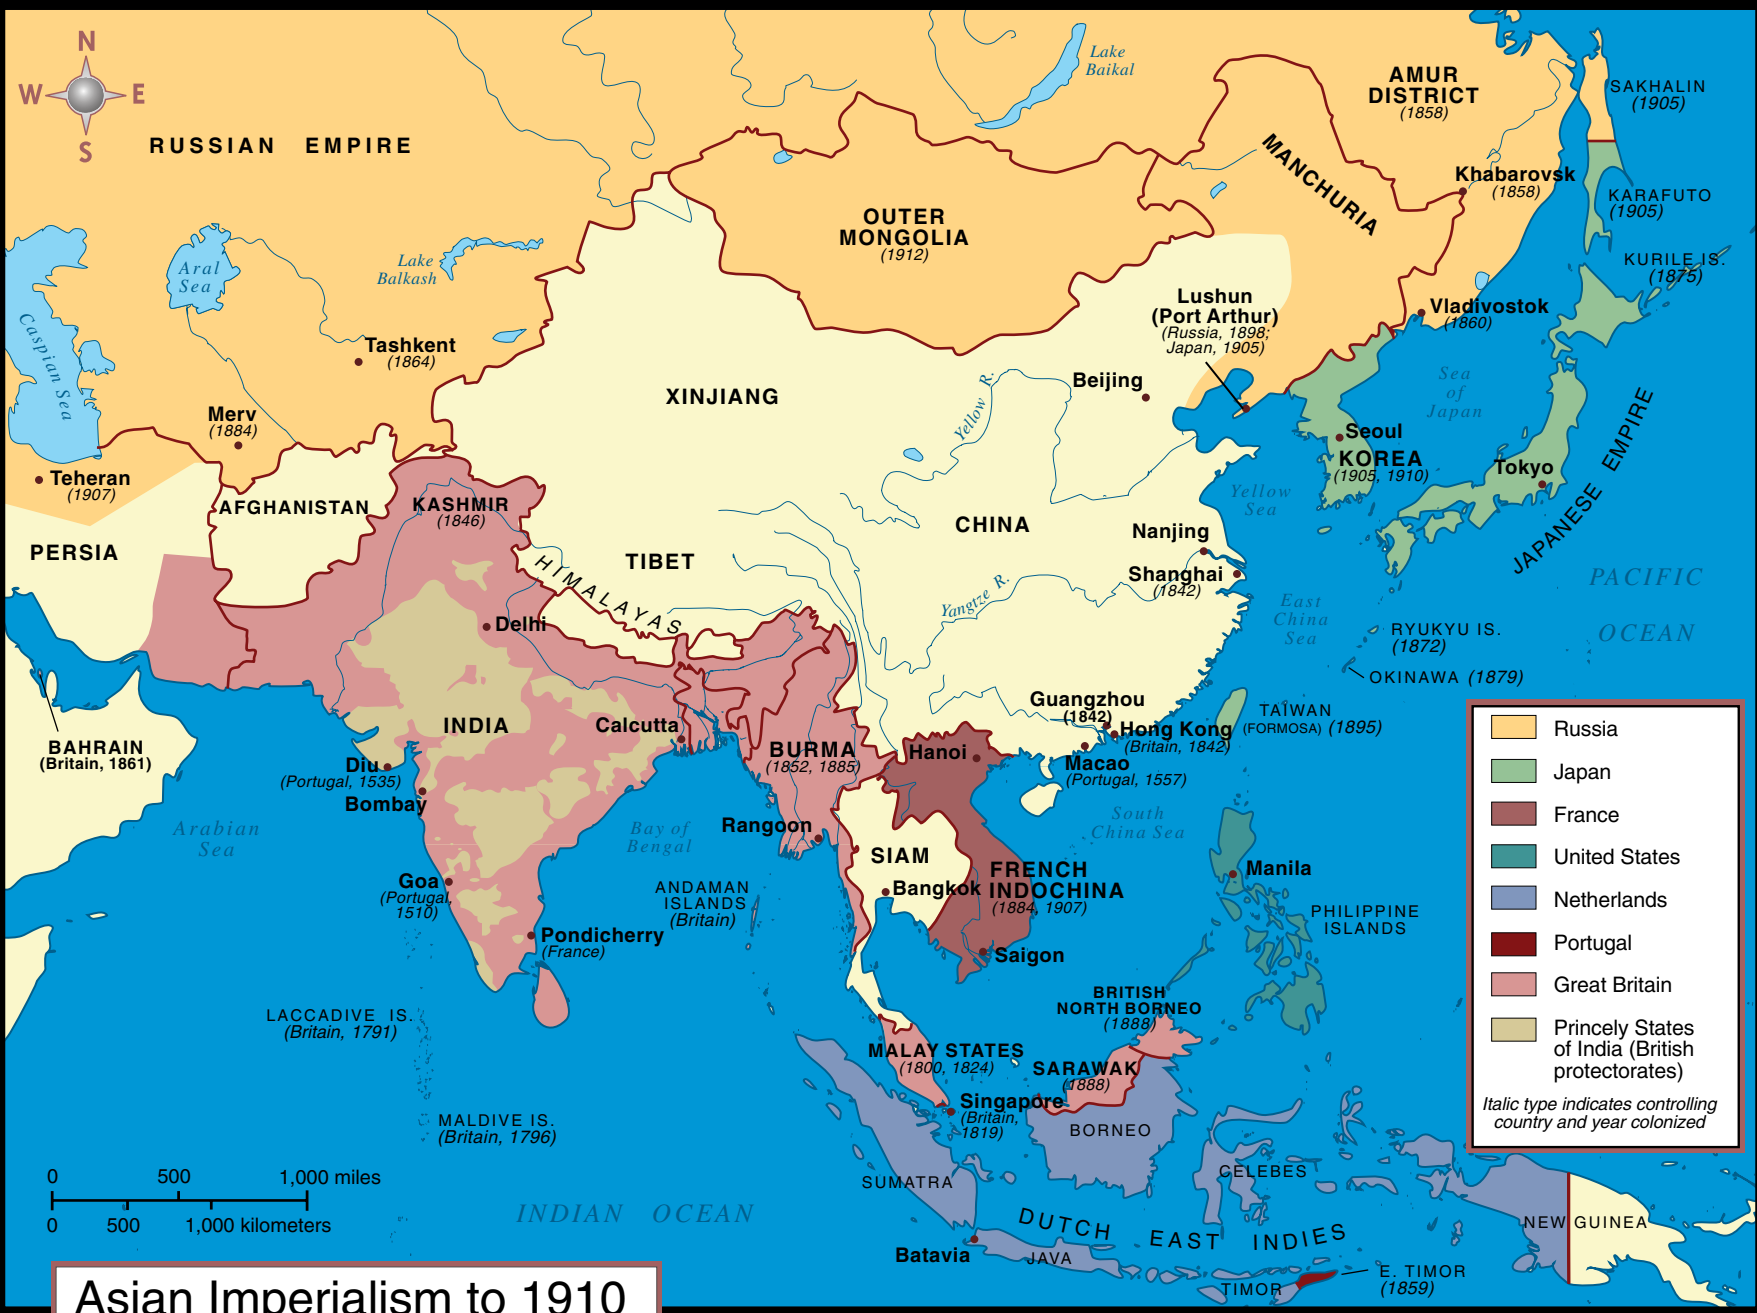 N
W E
S
RUSSIAN EMPIRE
Lake
Baikal
AMUR
DISTRICT
(1858)
SAKHALIN
(1905)
MANCHURIA
Khabarovsk
(1858)
KARAFUTO
(1905)
OUTER
MONGOLIA
(1912)
KURILE IS.
(1875)
Aral
Sea
Lake
Balkash
Caspian Sea
Lushun
(Port Arthur)
(Russia, 1898;
Japan, 1905)
Vladivostok
(1860)
Tashkent
(1864)
Sea
of
Japan
XINJIANG
Yellow R.
Beijing
Merv
(1884)
Seoul
KOREA
(1905, 1910)
Tokyo
JAPANESE EMPIRE
Teheran
(1907)
AFGHANISTAN
KASHMIR
(1846)
Yellow
Sea
CHINA
Nanjing
PERSIA
TIBET
HIMALAYAS
Shanghai
(1842)
Yangtze R.
PACIFIC
OCEAN
East
China
Sea
Delhi
RYUKYU IS.
(1872)
OKINAWA (1879)
INDIA
Calcutta
Guangzhou
(1842)
Hong Kong
(Britain, 1842)
TAIWAN
(FORMOSA) (1895)
BAHRAIN
(Britain, 1861)
BURMA
(1852, 1885)
Hanoi
Macao
(Portugal, 1557)
Diu
(Portugal, 1535)
Bombay
Arabian
Sea
Bay of
Bengal
Rangoon
South
China Sea
SIAM
Bangkok
FRENCH
INDOCHINA
(1884, 1907)
Manila
PHILIPPINE
ISLANDS
Goa
(Portugal,
1510)
ANDAMAN
ISLANDS
(Britain)
Pondicherry
(France)
Saigon
LACCADIVE IS.
(Britain, 1791)
BRITISH
NORTH BORNEO
(1888)
MALAY STATES
(1800, 1824)
SARAWAK
(1888)
Singapore
(Britain,
1819)
MALDIVE IS.
(Britain, 1796)
BORNEO
SUMATRA
CELEBES
0 500 1,000 miles
0 500 1,000 kilometers
INDIAN OCEAN
DUTCH EAST INDIES
NEW GUINEA
Batavia
JAVA
TIMOR
E. TIMOR
(1859)
Russia
Japan
France
United States
Netherlands
Portugal
Great Britain
Princely States
of India (British
protectorates)
Italic type indicates controlling
country and year colonized
Asian Imperialism to 1910